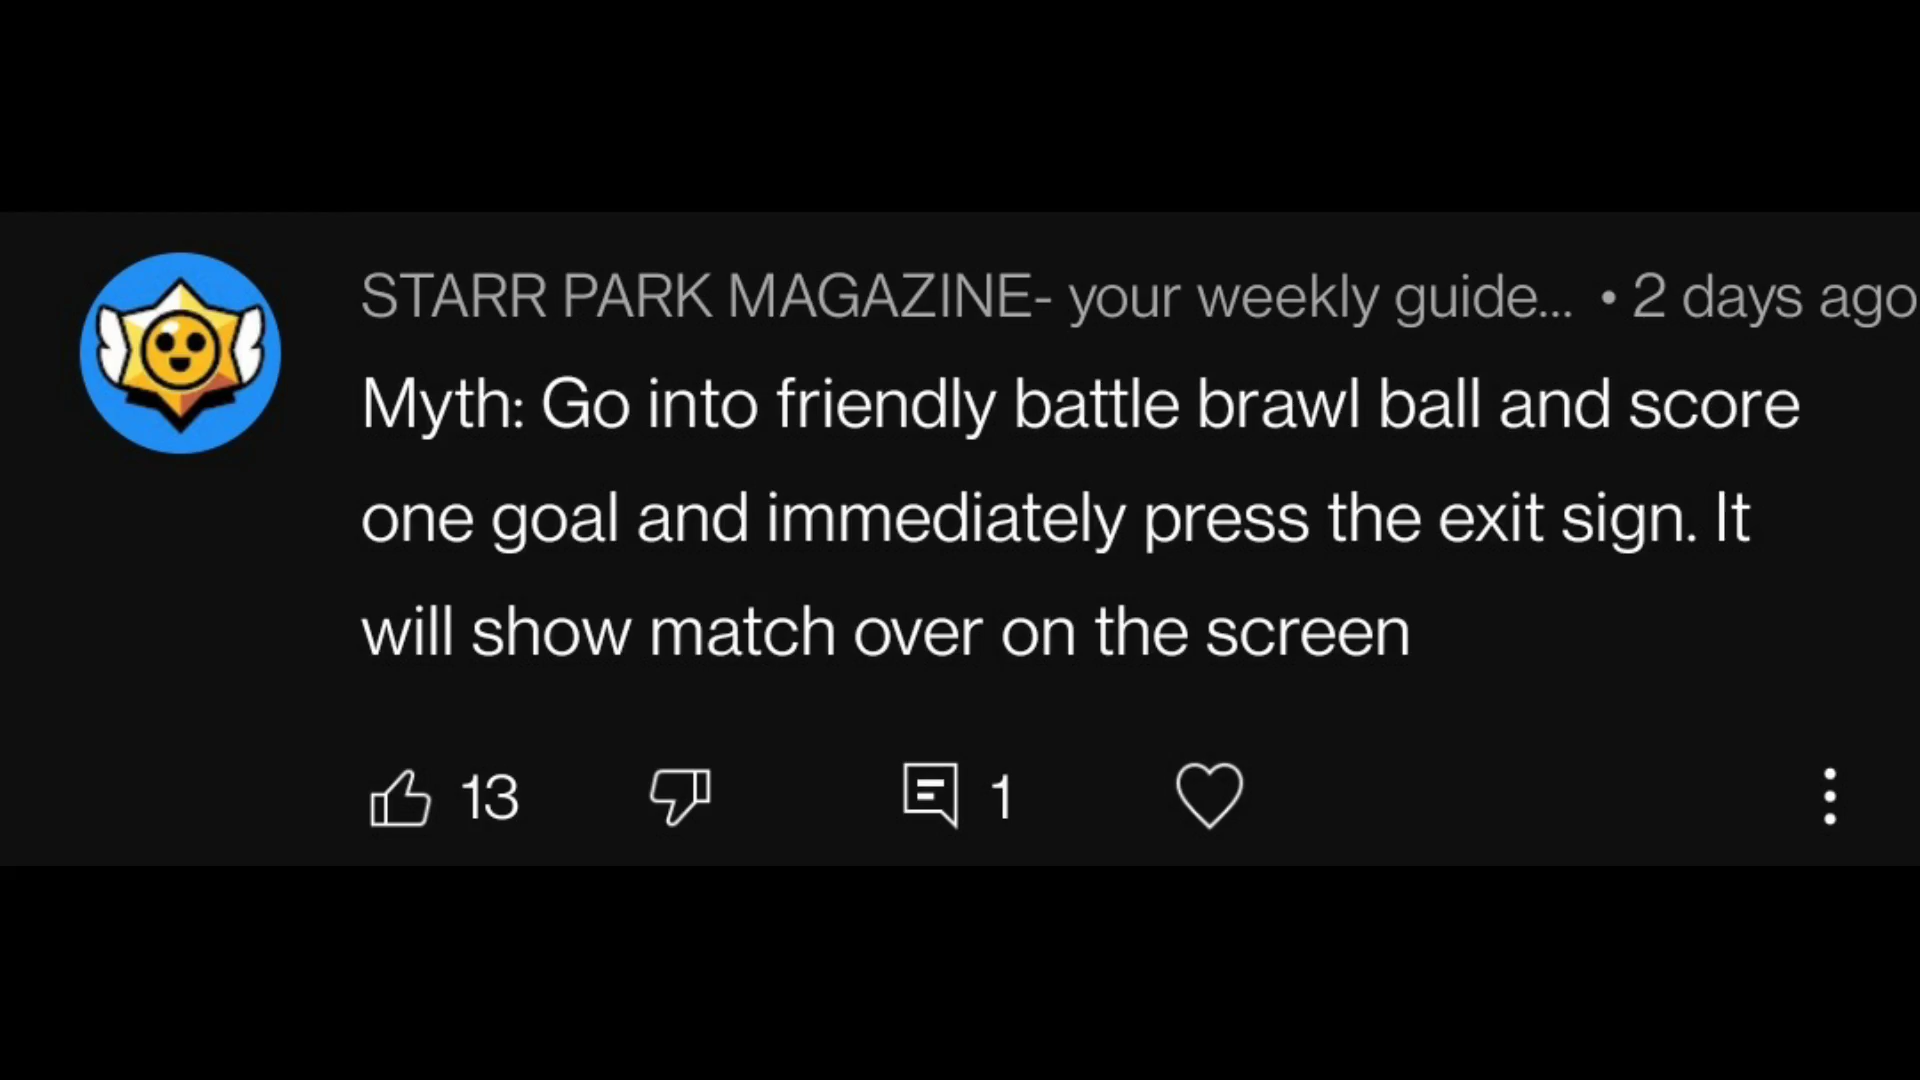 STARR PARK MAGAZINE- your weekly guide... • 2 days ago
Myth: Go into friendly battle brawl ball and score
one goal and immediately press the exit sign. It
will show match over on the screen
13 1